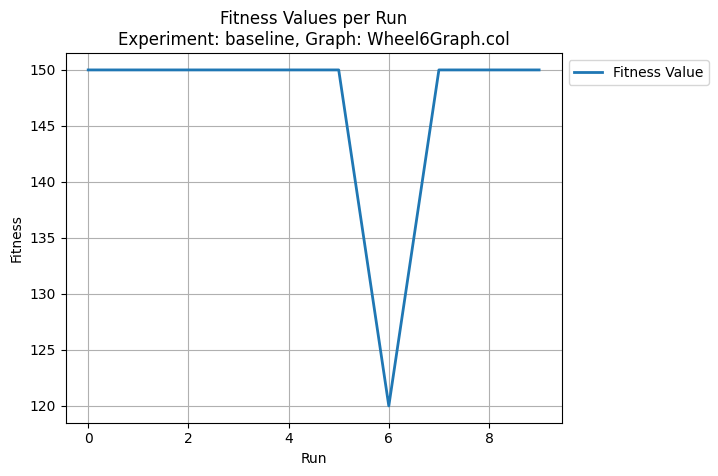 Fitness Values per Run
Experiment: baseline, Graph: Wheel6Graph.col
Fitness Value
150
145
140
135
130
125
120
Fitness
0 2 4 6 8
Run